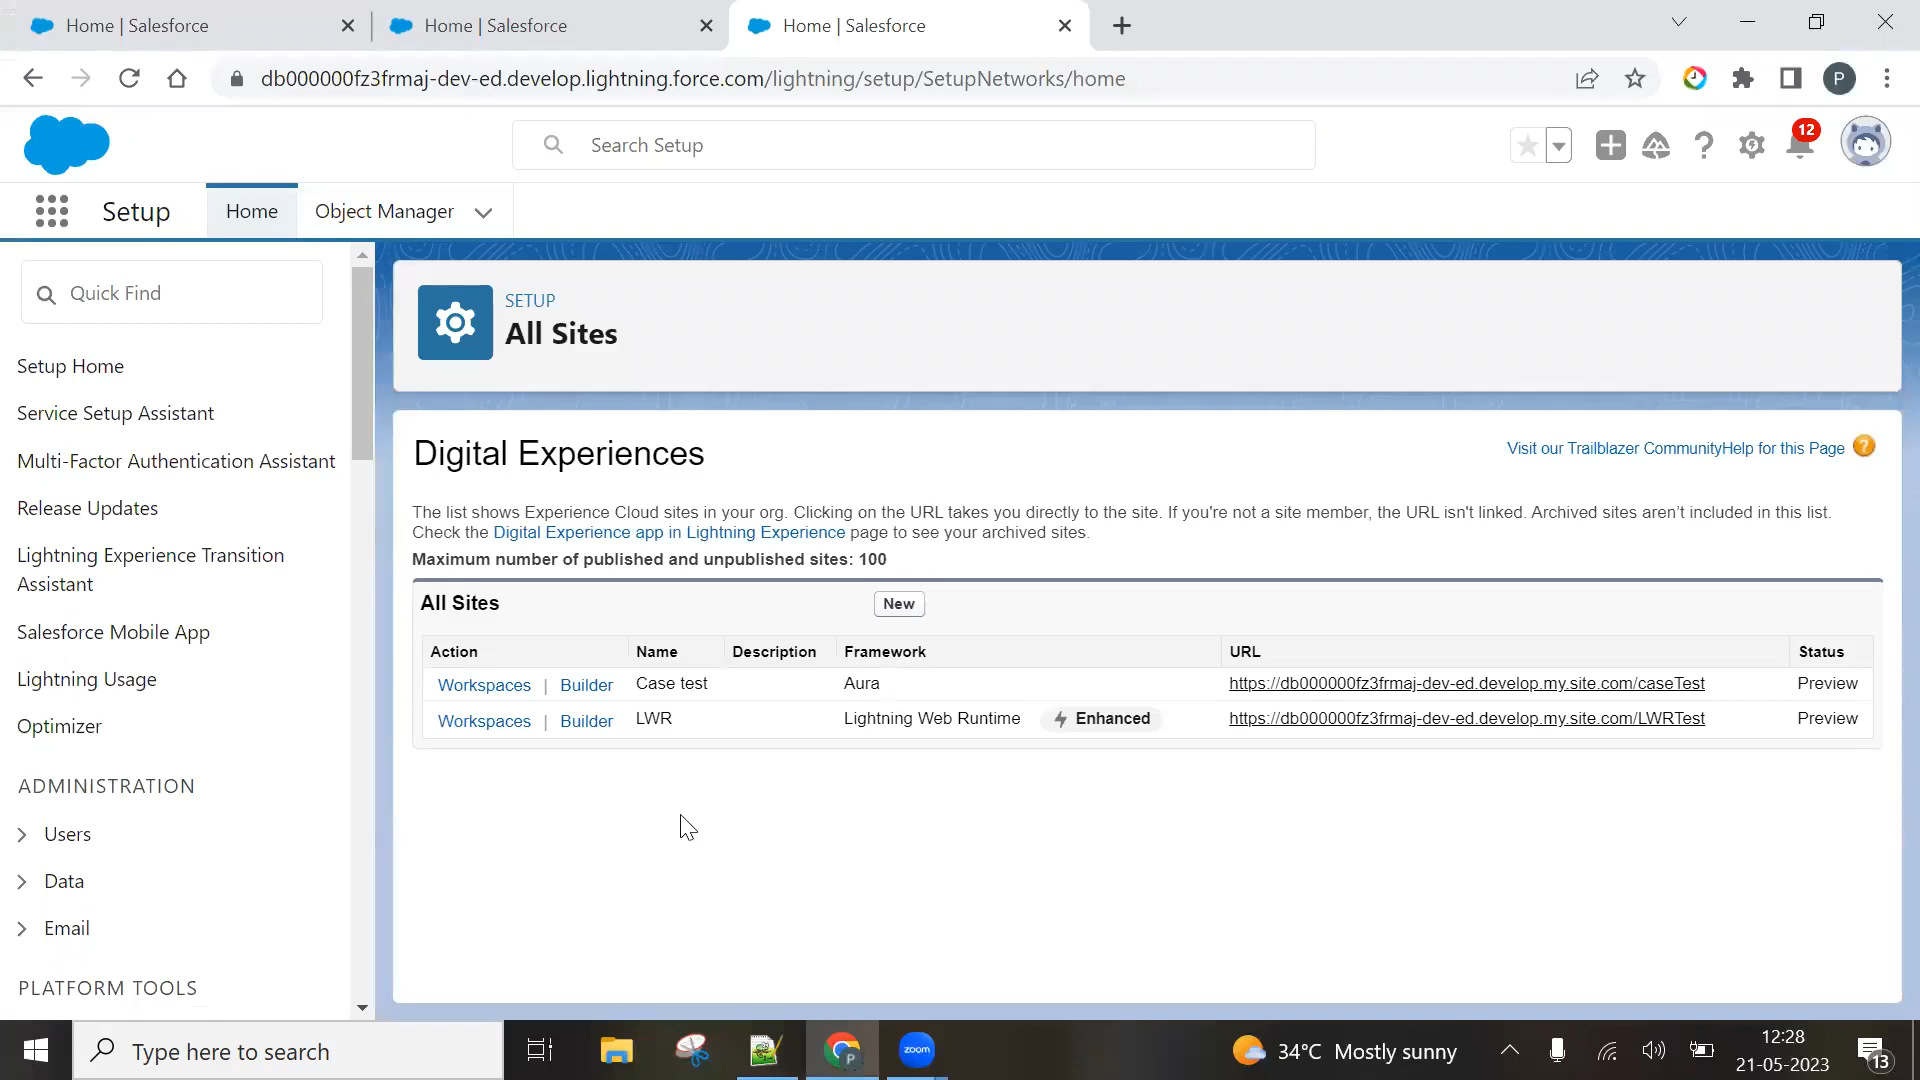 Home | Salesforce
Home | Salesforce
Home | Salesforce
db000000fz3frmaj-dev-ed.develop.lightning.force.com/lightning/setup/SetupNetworks/home
P
Search Setup
12
Setup
Home
Object Manager
Quick Find
Setup Home
Service Setup Assistant
Multi-Factor Authentication Assistant
Release Updates
Lightning Experience Transition
Assistant
Salesforce Mobile App
Lightning Usage
Optimizer
ADMINISTRATION
Users
Data
Email
PLATFORM TOOLS
SETUP
All Sites
Digital Experiences
Visit our Trailblazer CommunityHelp for this Page
The list shows Experience Cloud sites in your org. Clicking on the URL takes you directly to the site. If you're not a site member, the URL isn't linked. Archived sites aren't included in this list.
Check the Digital Experience app in Lightning Experience page to see your archived sites.
Maximum number of published and unpublished sites: 100
All Sites New
Action Name Description Framework URL Status
Workspaces | Builder Case test Aura https://db000000fz3frmaj-dev-ed.develop.my.site.com/caseTest Preview
Workspaces | Builder LWR Lightning Web Runtime Enhanced https://db000000fz3frmaj-dev-ed.develop.my.site.com/LWRTest Preview
Type here to search
P
zoom
34°C Mostly sunny
12:28
21-05-2023
13